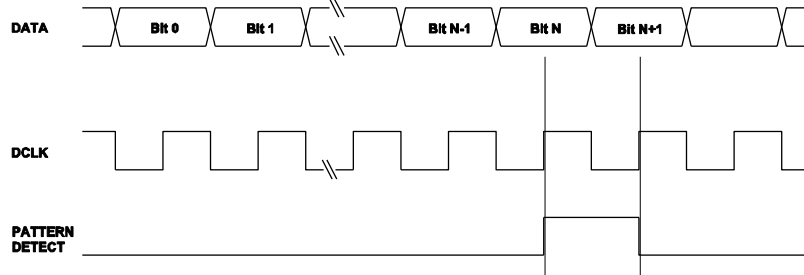 DATA Bit 0 Bit 1 Bit N-1 Bit N Bit N+1
DCLK
PATTERN
DETECT